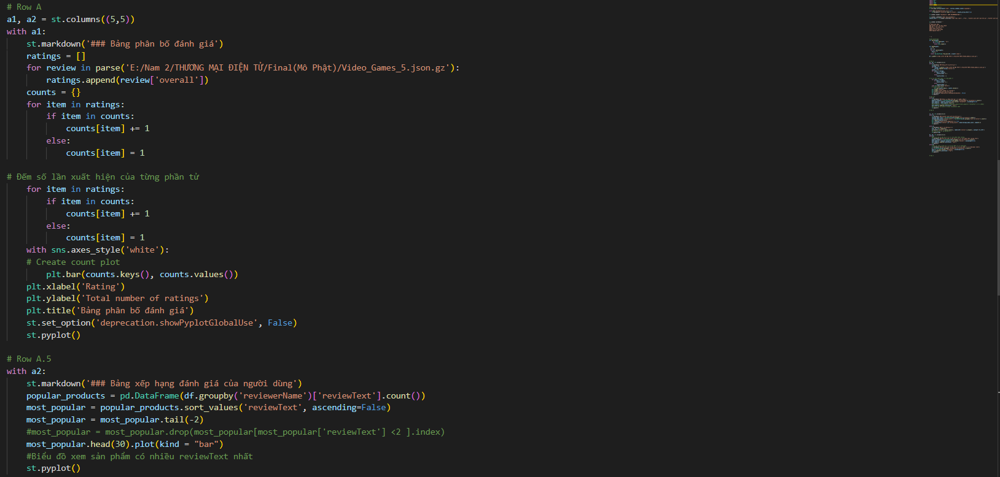 # Row A
a1, a2 = st.columns((5,5))
with a1:
    st.markdown('### Bảng phân bố đánh giá')
    ratings = []
    for review in parse('E:/Nam 2/THƯƠNG MẠI ĐIỆN TỬ/Final(Mô Phật)/Video_Games_5.json.gz'):
        ratings.append(review['overall'])
    counts = {}
    for item in ratings:
        if item in counts:
            counts[item] += 1
        else:
            counts[item] = 1
# Đếm số lần xuất hiện của từng phần tử
    for item in ratings:
        if item in counts:
            counts[item] += 1
        else:
            counts[item] = 1
    with sns.axes_style('white'):
    # Create count plot
        plt.bar(counts.keys(), counts.values())
    plt.xlabel('Rating')
    plt.ylabel('Total number of ratings')
    plt.title('Bảng phân bố đánh giá')
    st.set_option('deprecation.showPyplotGlobalUse', False)
    st.pyplot()
# Row A.5
with a2:
    st.markdown('### Bảng xếp hạng đánh giá của người dùng')
    popular_products = pd.DataFrame(df.groupby('reviewerName')['reviewText'].count())
    most_popular = popular_products.sort_values('reviewText', ascending=False)
    most_popular = most_popular.tail(-2)
    #most_popular = most_popular.drop(most_popular[most_popular['reviewText'] <2 ].index)
    most_popular.head(30).plot(kind = "bar")
    #Biểu đồ xem sản phẩm có nhiều reviewText nhất
    st.pyplot()